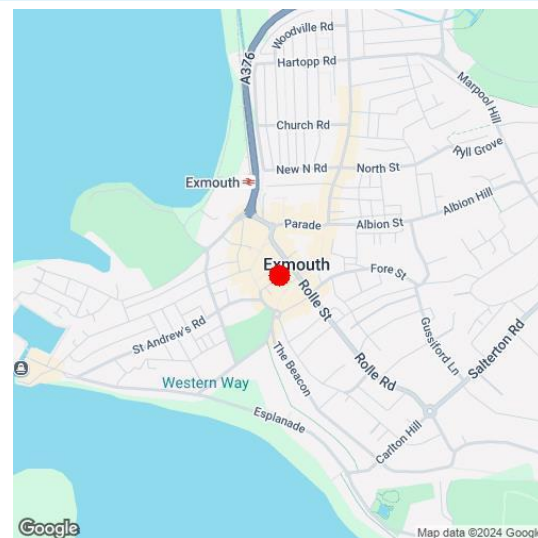 Woodville Rd
Hartopp Rd
A376
Marpool Hill
Church Rd
New N Rd
North St
Ryll Grove
Exmouth
Albion Hill
Parade
Albion St
Exmouth
Fore St
Rolle St
St Andrew's Rd
Gussiford Ln
Salterton Rd
The Beacon
Rolle Rd
Western Way
Esplanade
Carlton Hill
Google
Map data ©2024 Google